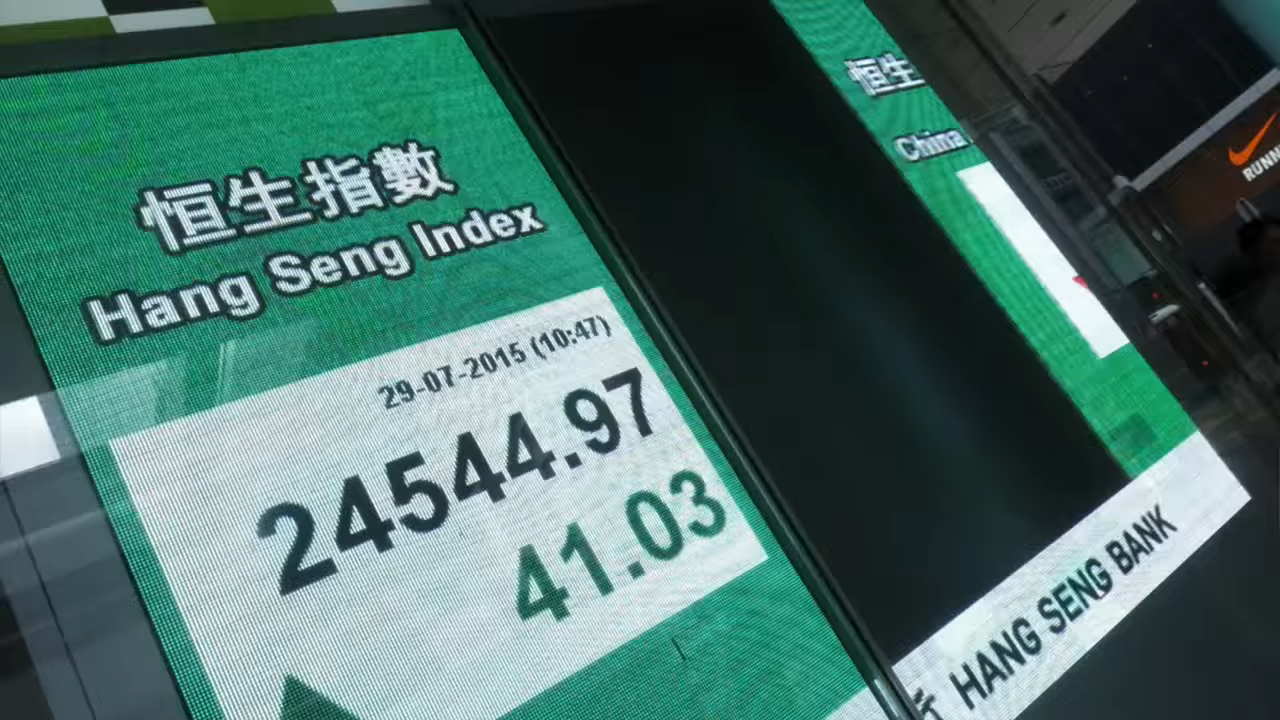 恒生指數
Hang Seng Index
29-07-2015 (10:47)
24544.97
41.03
恒生
China
HANG SENG BANK